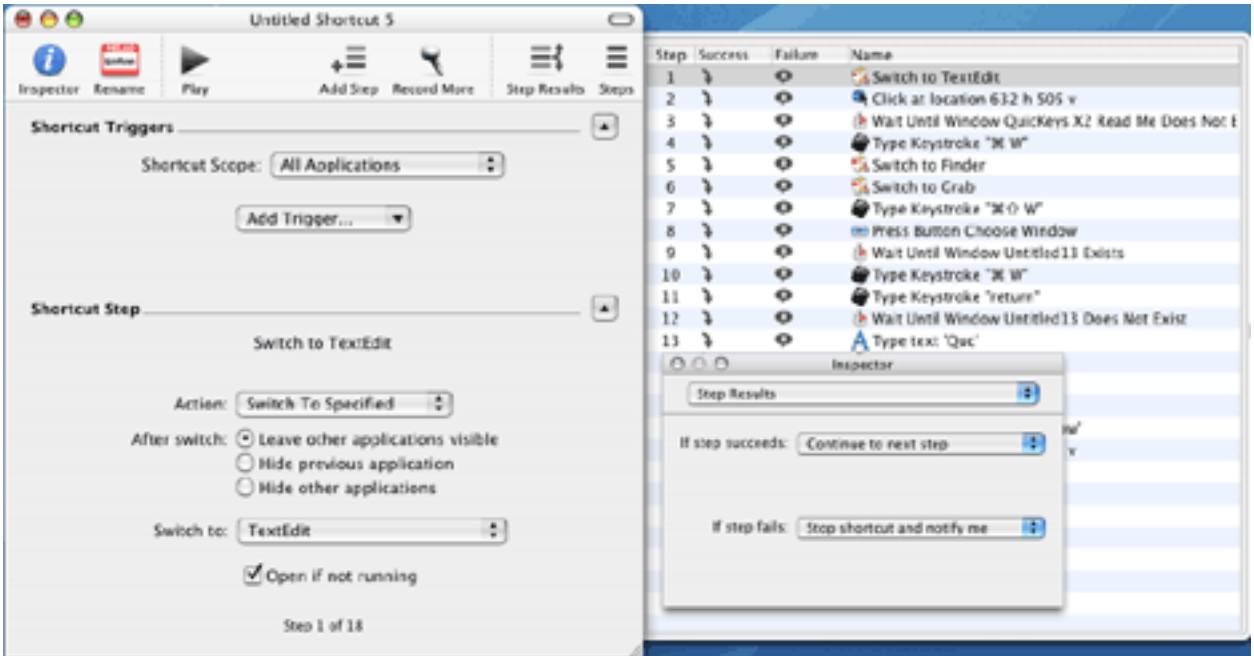 Untitled Shortcut 5
Inspector Rename Play Add Step Record More Step Results Steps
Shortcut Triggers
Shortcut Scope: All Applications
Add Trigger...
Shortcut Step
Switch to TextEdit
Action: Switch To Specified
After switch: Leave other applications visible
Hide previous application
Hide other applications
Switch to: TextEdit
Open if not running
Step 1 of 18
Step Success Failure Name
1 Switch to TextEdit
2 Click at location 632 h 505 v
3 Wait Until Window QuicKeys X2 Read Me Does Not E
4 Type Keystroke "⌘ W"
5 Switch to Finder
6 Switch to Grab
7 Type Keystroke "⌘⇧ W"
8 Press Button Choose Window
9 Wait Until Window Untitled13 Exists
10 Type Keystroke "⌘ W"
11 Type Keystroke "return"
12 Wait Until Window Untitled13 Does Not Exist
13 Type text 'Quc'
Inspector
Step Results
If step succeeds: Continue to next step
If step fails: Stop shortcut and notify me